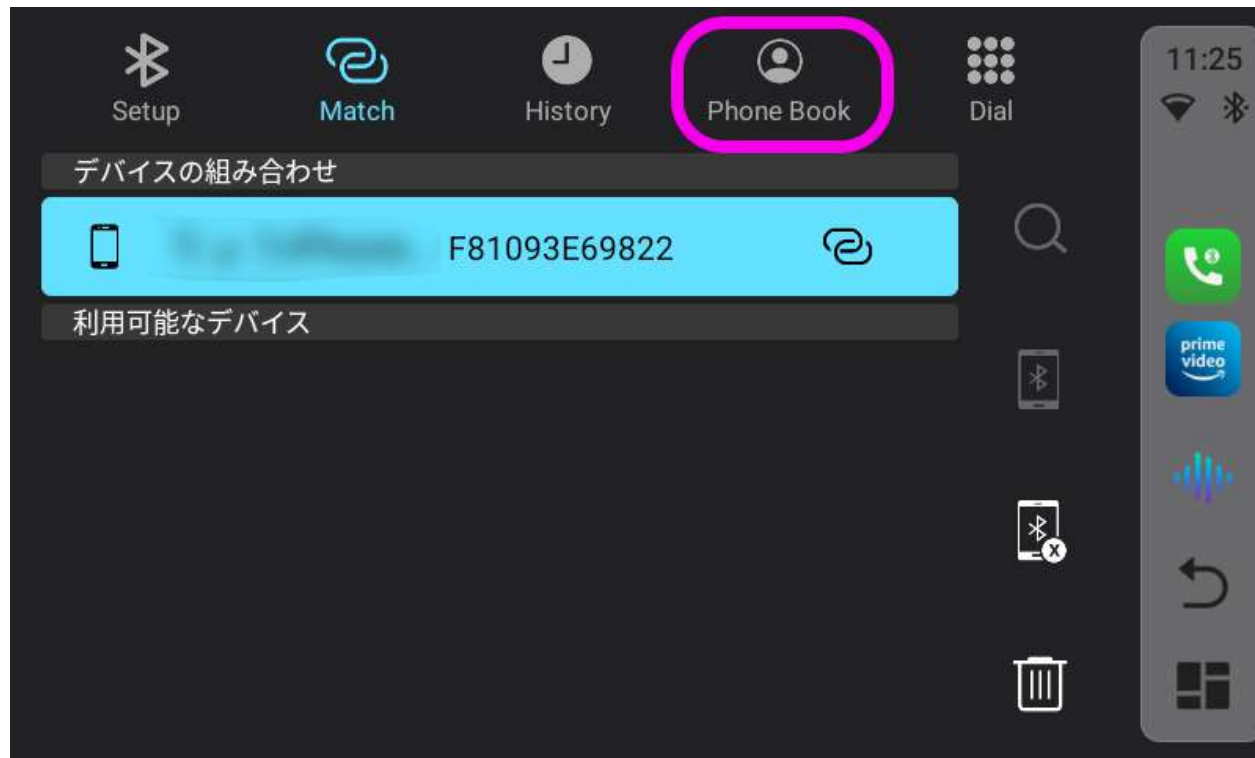 Setup
Match
History
Phone Book
Dial
11:25
デバイスの組み合わせ
F81093E69822
利用可能なデバイス
prime
video
X